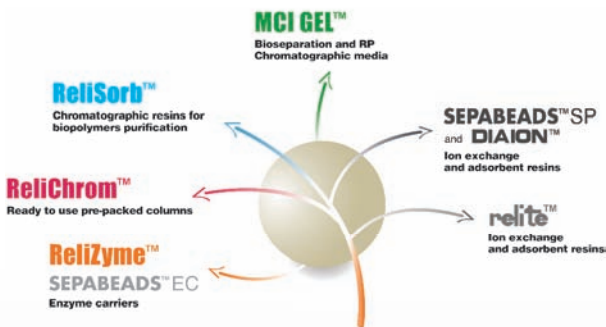 MCI GEL™
Bioseparation and RP
Chromatographic media
ReliSorb™
Chromatographic resins for
biopolymers purification
SEPABEADS™SP
and DIAION™
Ion exchange
and adsorbent resins
ReliChrom™
Ready to use pre-packed columns
relite™
Ion exchange
and adsorbent resins
ReliZyme™
SEPABEADS™EC
Enzyme carriers